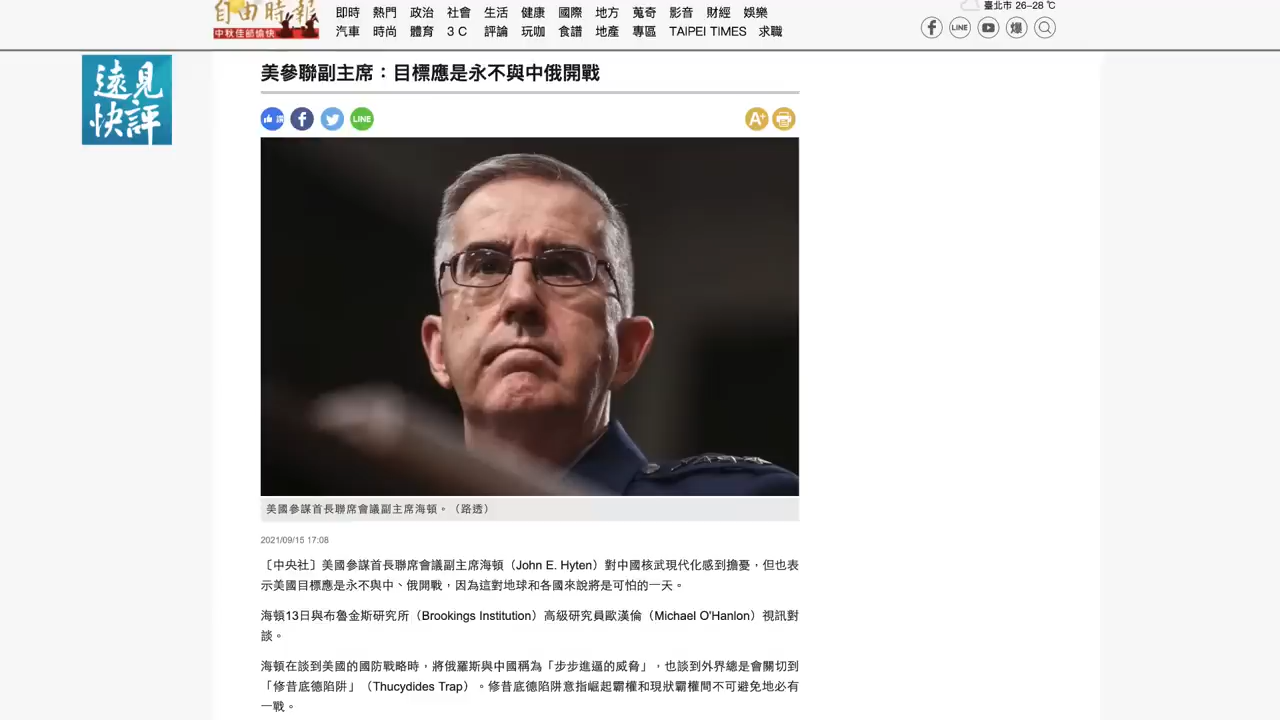 自由時報
中秋佳節愉快
即時 熱門 政治 社會 生活 健康 國際 地方 蒐奇 影音 財經 娛樂
汽車 時尚 體育 3C 評論 玩咖 食譜 地產 專區 TAIPEI TIMES 求職
臺北市 26-28 ℃
LINE
爆
遠見
快評
美參聯副主席：目標應是永不與中俄開戰
讚
LINE
A+
美國參謀首長聯席會議副主席海頓。（路透）
2021/09/15 17:08
〔中央社〕美國參謀首長聯席會議副主席海頓（John E. Hyten）對中國核武現代化感到擔憂，但也表
示美國目標應是永不與中、俄開戰，因為這對地球和各國來說將是可怕的一天。
海頓13日與布魯金斯研究所（Brookings Institution）高級研究員歐漢倫（Michael O'Hanlon）視訊對
談。
海頓在談到美國的國防戰略時，將俄羅斯與中國稱為「步步進逼的威脅」，也談到外界總是會關切到
「修昔底德陷阱」（Thucydides Trap）。修昔底德陷阱意指崛起霸權和現狀霸權間不可避免地必有
一戰。